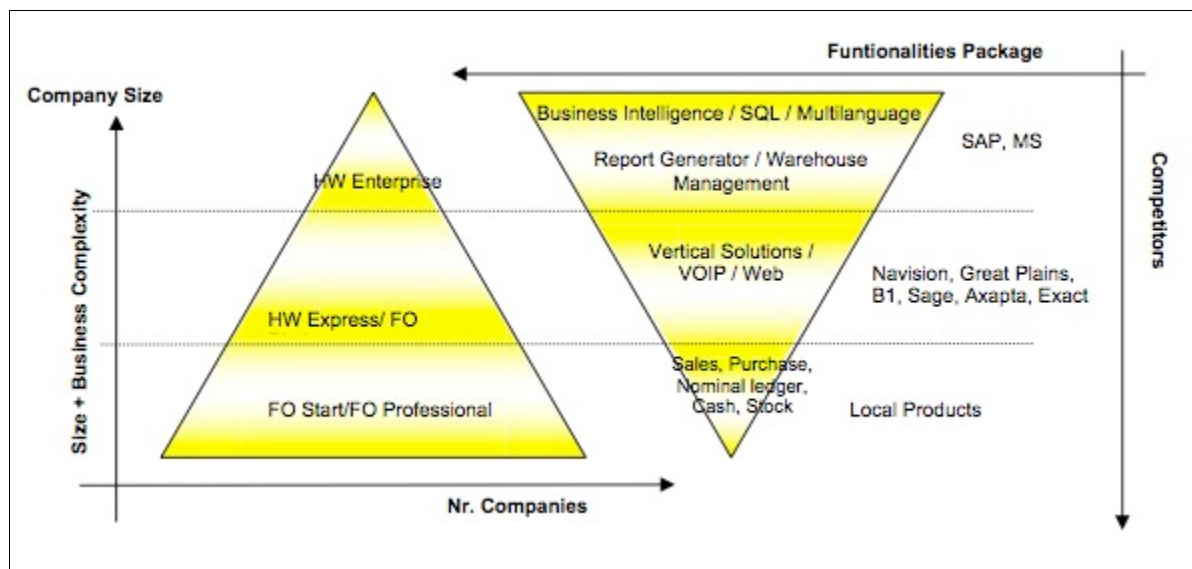 Funtionalities Package
Company Size
Business Intelligence / SQL / Multilanguage
SAP, MS
Report Generator / Warehouse
Management
HW Enterprise
Competitors
Size + Business Complexity
Vertical Solutions /
VOIP / Web
Navision, Great Plains,
B1, Sage, Axapta, Exact
HW Express/ FO
Sales, Purchase,
Nominal ledger,
Cash, Stock
FO Start/FO Professional
Local Products
Nr. Companies